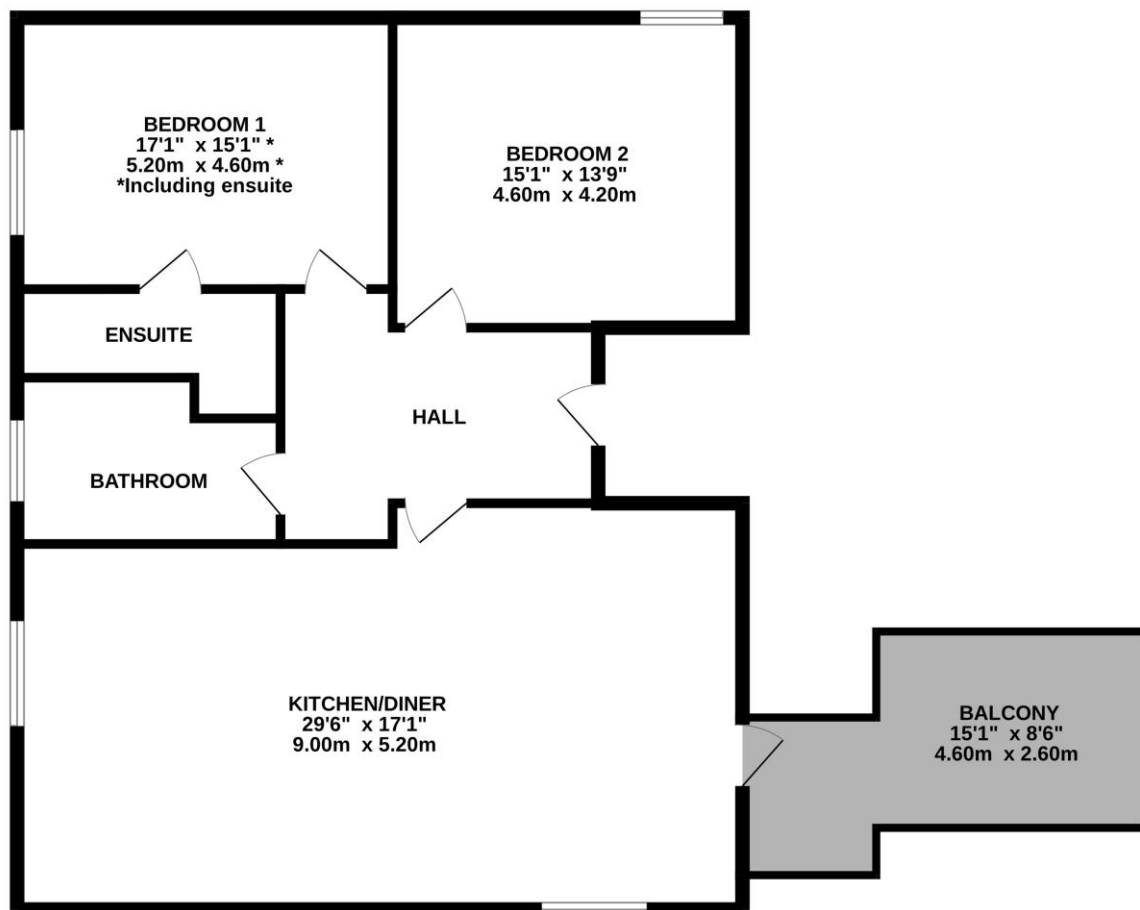 BEDROOM 1
17'1" x 15'1" *
5.20m x 4.60m *
*Including ensuite
BEDROOM 2
15'1" x 13'9"
4.60m x 4.20m
ENSUITE
HALL
BATHROOM
KITCHEN/DINER
29'6" x 17'1"
9.00m x 5.20m
BALCONY
15'1" x 8'6"
4.60m x 2.60m